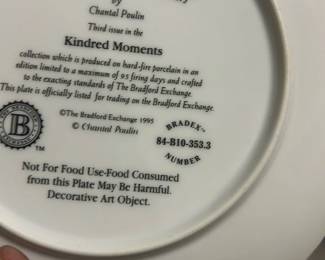 by
Chantal Poulin
Third issue in the
Kindred Moments
collection which is produced on hard-fire porcelain in an
edition limited to a maximum of 95 firing days and crafted
to the exacting standards of The Bradford Exchange.
This plate is officially listed for trading on the Bradford Exchange.
B
TM
©The Bradford Exchange 1995
© Chantal Poulin
BRADEX™
84-B10-353.3
NUMBER
Not For Food Use-Food Consumed
from this Plate May Be Harmful.
Decorative Art Object.